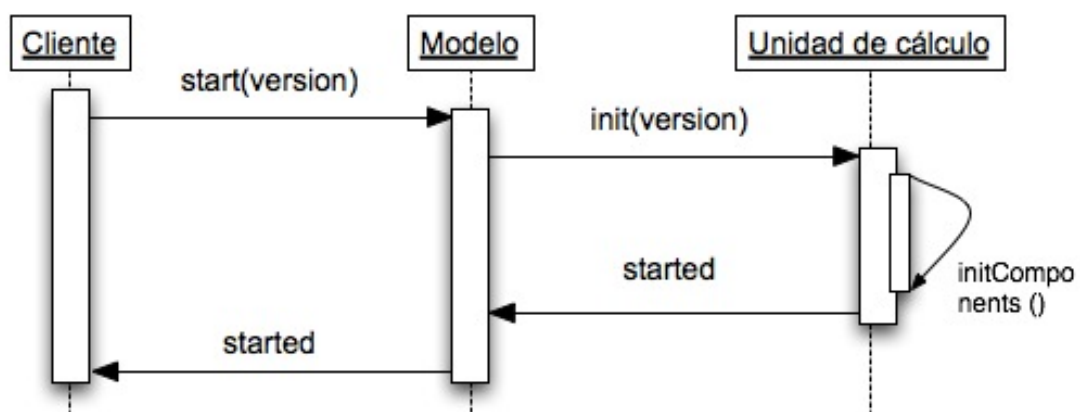 Cliente
Modelo
Unidad de cálculo
start(version)
init(version)
initCompo
nents ()
started
started